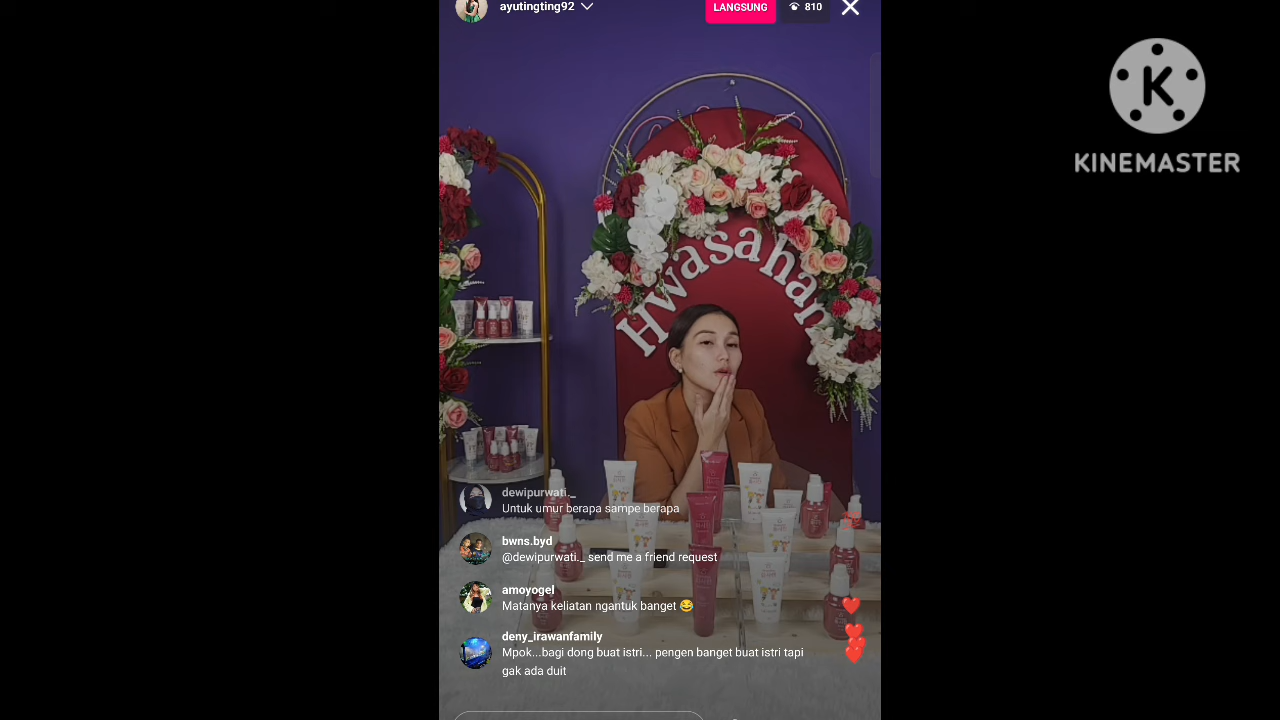 ayutingting92
LANGSUNG
810
K
KINEMASTER
Hwasahan
dewipurwati._
Untuk umur berapa sampe berapa
bwns.byd
@dewipurwati._ send me a friend request
amoyogel
Matanya keliatan ngantuk banget 😂
deny_irawanfamily
Mpok...bagi dong buat istri... pengen banget buat istri tapi
gak ada duit